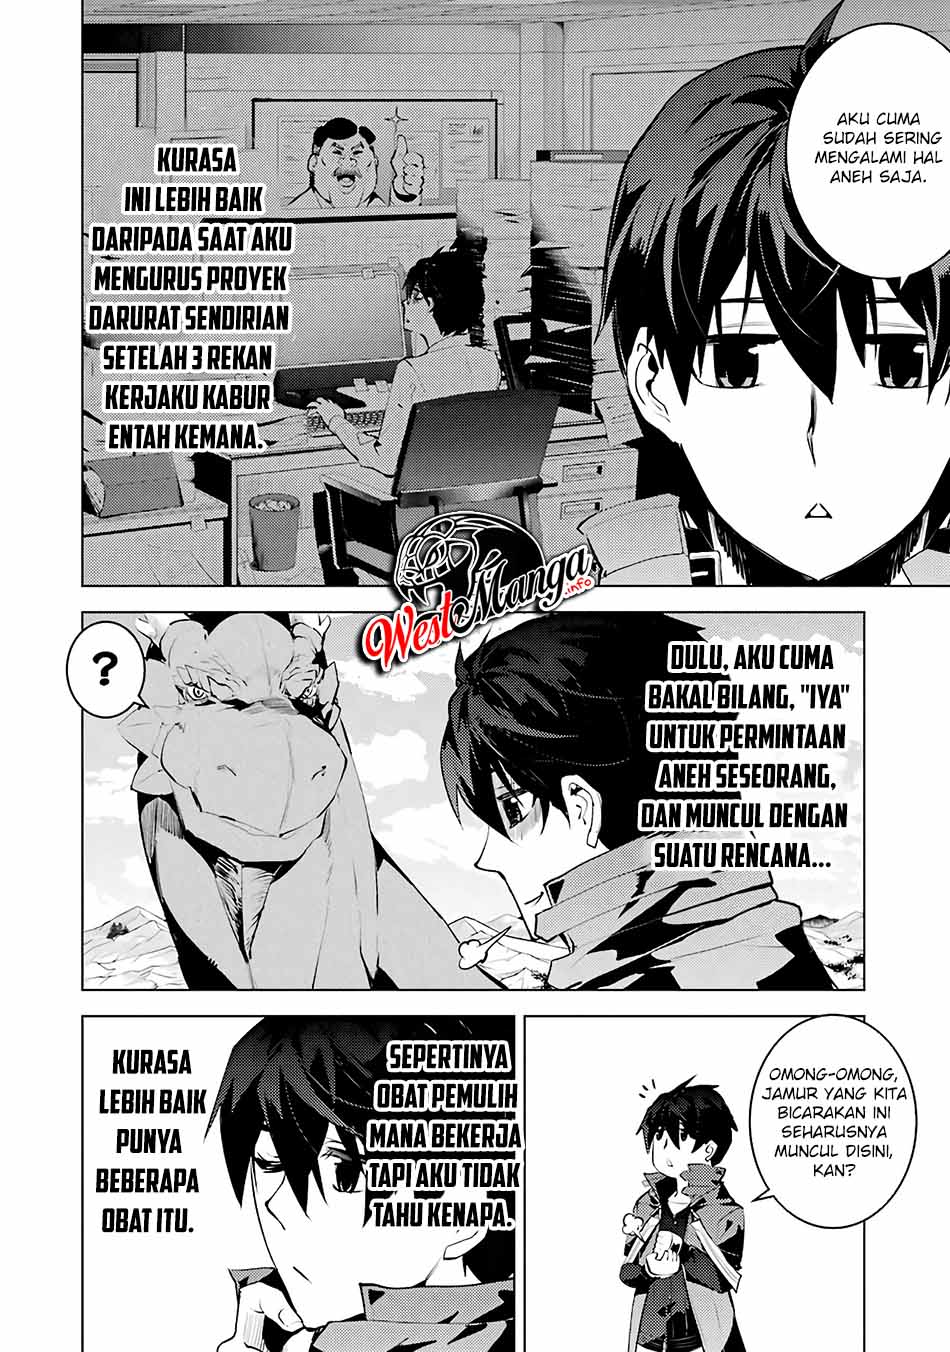 AKU CUMA
SUDAH SERING
MENGALAMI HAL
ANEH SAJA.
KURASA
INI LEBIH BAIK
DARIPADA SAAT AKU
MENGURUS PROYEK
DARURAT SENDIRIAN
SETELAH 3 REKAN
KERJAKU KABUR
ENTAH KEMANA.
WestManga.info
?
DULU, AKU CUMA
BAKAL BILANG, "IYA"
UNTUK PERMINTAAN
ANEH SESEORANG,
DAN MUNCUL DENGAN
SUATU RENCANA...
KURASA
LEBIH BAIK
PUNYA
BEBERAPA
OBAT ITU.
SEPERTINYA
OBAT PEMULIH
MANA BEKERJA
TAPI AKU TIDAK
TAHU KENAPA.
OMONG-OMONG,
JAMUR YANG KITA
BICARAKAN INI
SEHARUSNYA
MUNCUL DISINI,
KAN?